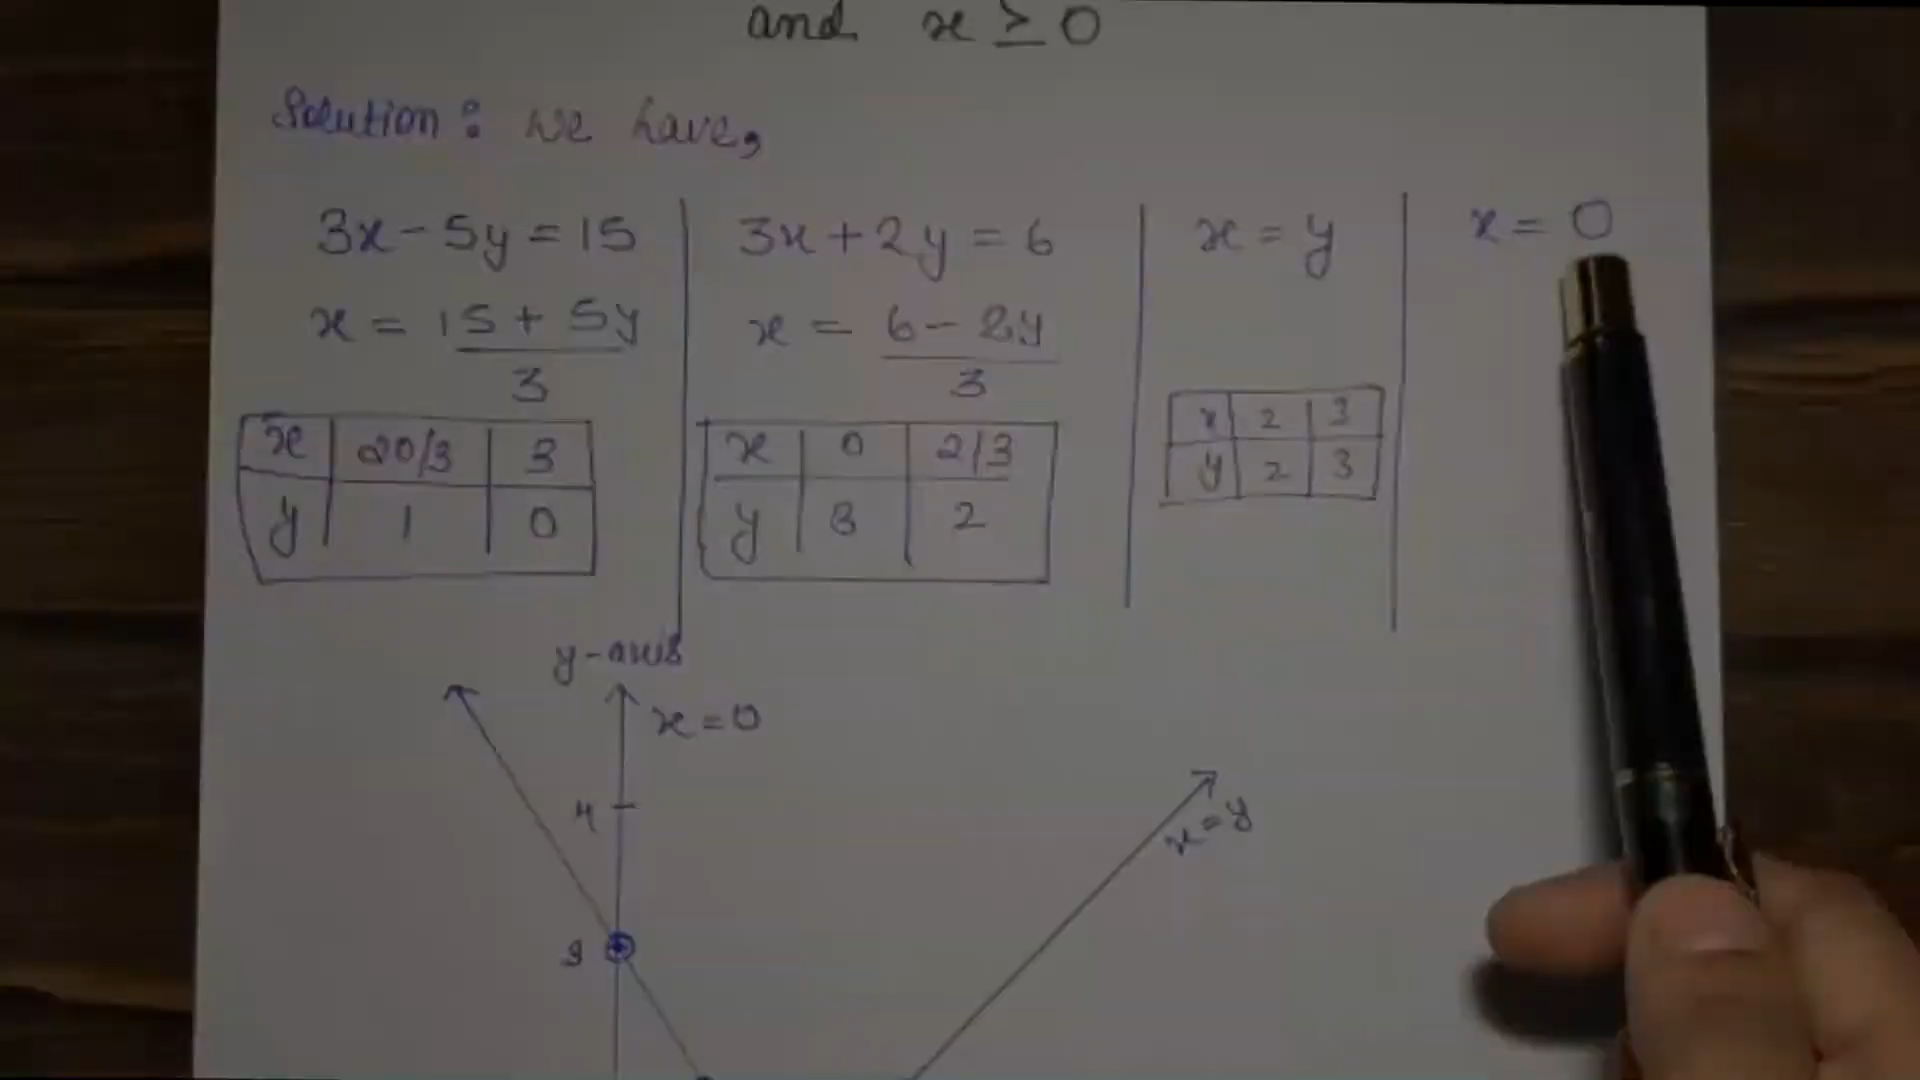 and x ≥ 0
Solution: we have,
3x - 5y = 15
x = 15 + 5y
3
x 20/3 3
y 1 0
3x + 2y = 6
x = 6 - 2y
3
x 0 2/3
y 3 2
x = y
x 2 3
y 2 3
x = 0
y-axis
x = 0
4
x = y
3